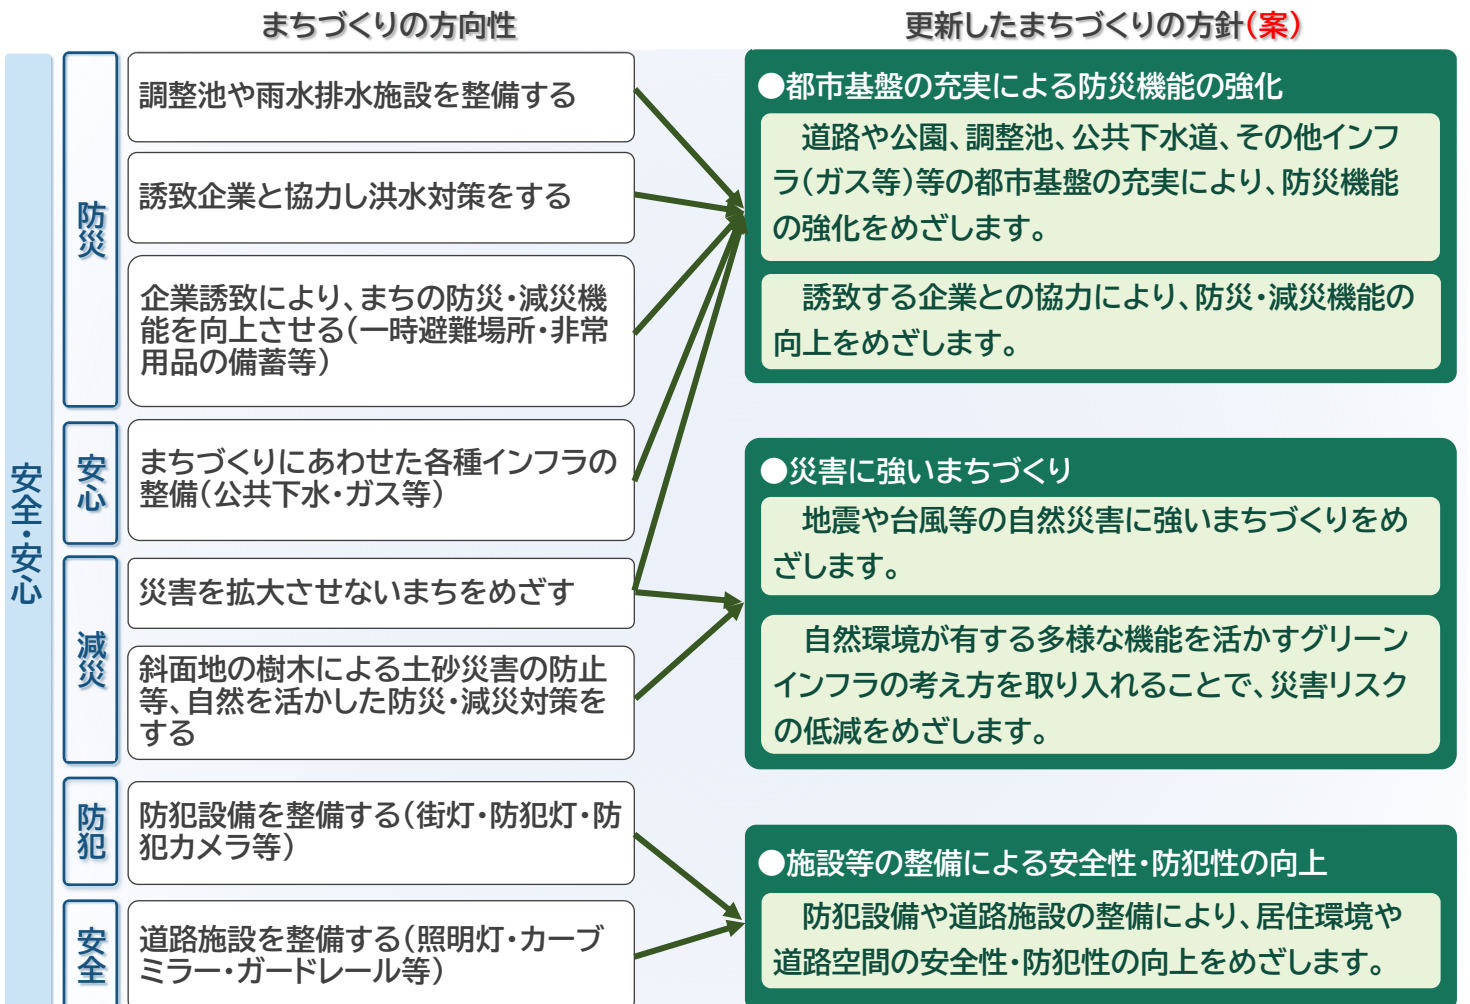 まちづくりの方向性
更新したまちづくりの方針(案)
安全・安心
防災
調整池や雨水排水施設を整備する
誘致企業と協力し洪水対策をする
企業誘致により、まちの防災・減災機
能を向上させる(一時避難場所・非常
用品の備蓄等)
安心
まちづくりにあわせた各種インフラの
整備(公共下水・ガス等)
減災
災害を拡大させないまちをめざす
斜面地の樹木による土砂災害の防止
等、自然を活かした防災・減災対策を
する
防犯
防犯設備を整備する(街灯・防犯灯・防
犯カメラ等)
安全
道路施設を整備する(照明灯・カーブ
ミラー・ガードレール等)
●都市基盤の充実による防災機能の強化
道路や公園、調整池、公共下水道、その他インフ
ラ(ガス等)等の都市基盤の充実により、防災機能
の強化をめざします。
誘致する企業との協力により、防災・減災機能の
向上をめざします。
●災害に強いまちづくり
地震や台風等の自然災害に強いまちづくりをめ
ざします。
自然環境が有する多様な機能を活かすグリーン
インフラの考え方を取り入れることで、災害リスク
の低減をめざします。
●施設等の整備による安全性・防犯性の向上
防犯設備や道路施設の整備により、居住環境や
道路空間の安全性・防犯性の向上をめざします。